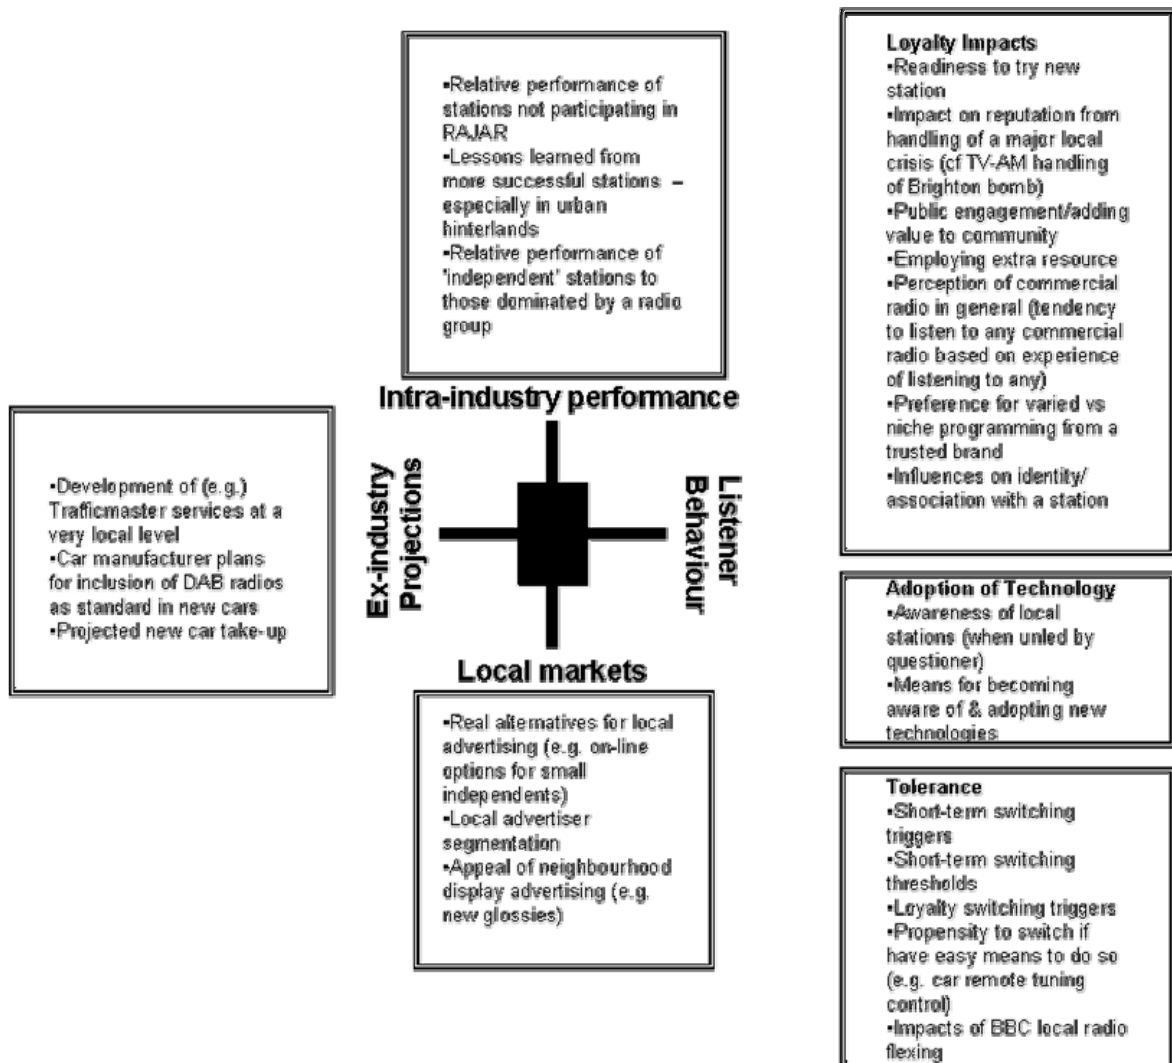 •Relative performance of
stations not participating in
RAJAR
•Lessons learned from
more successful stations –
especially in urban
hinterlands
•Relative performance of
'independent' stations to
those dominated by a radio
group
Intra-industry performance
•Development of (e.g.)
Trafficmaster services at a
very local level
•Car manufacturer plans
for inclusion of DAB radios
as standard in new cars
•Projected new car take-up
Ex-industry
Projections
Listener
Behaviour
Local markets
•Real alternatives for local
advertising (e.g. on-line
options for small
independents)
•Local advertiser
segmentation
•Appeal of neighbourhood
display advertising (e.g.
new glossies)
Loyalty Impacts
•Readiness to try new
station
•Impact on reputation from
handling of a major local
crisis (cf TV-AM handling
of Brighton bomb)
•Public engagement/adding
value to community
•Employing extra resource
•Perception of commercial
radio in general (tendency
to listen to any commercial
radio based on experience
of listening to any)
•Preference for varied vs
niche programming from a
trusted brand
•Influences on identity/
association with a station
Adoption of Technology
•Awareness of local
stations (when unled by
questioner)
•Means for becoming
aware of & adopting new
technologies
Tolerance
•Short-term switching
triggers
•Short-term switching
thresholds
•Loyalty switching triggers
•Propensity to switch if
have easy means to do so
(e.g. car remote tuning
control)
•Impacts of BBC local radio
flexing